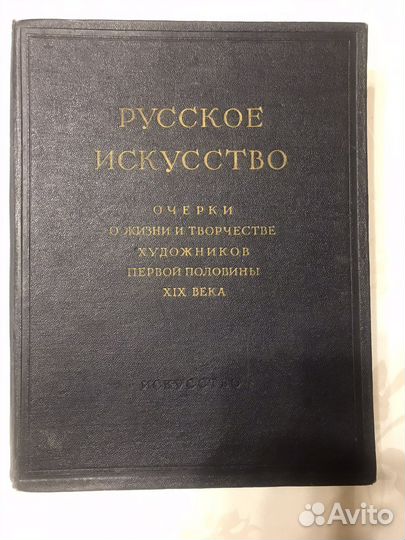 РУССКОЕ
ИСКУССТВО
ОЧЕРКИ
О ЖИЗНИ И ТВОРЧЕСТВЕ
ХУДОЖНИКОВ
ПЕРВОЙ ПОЛОВИНЫ
XIX ВЕКА
ИСКУССТВО
Avito